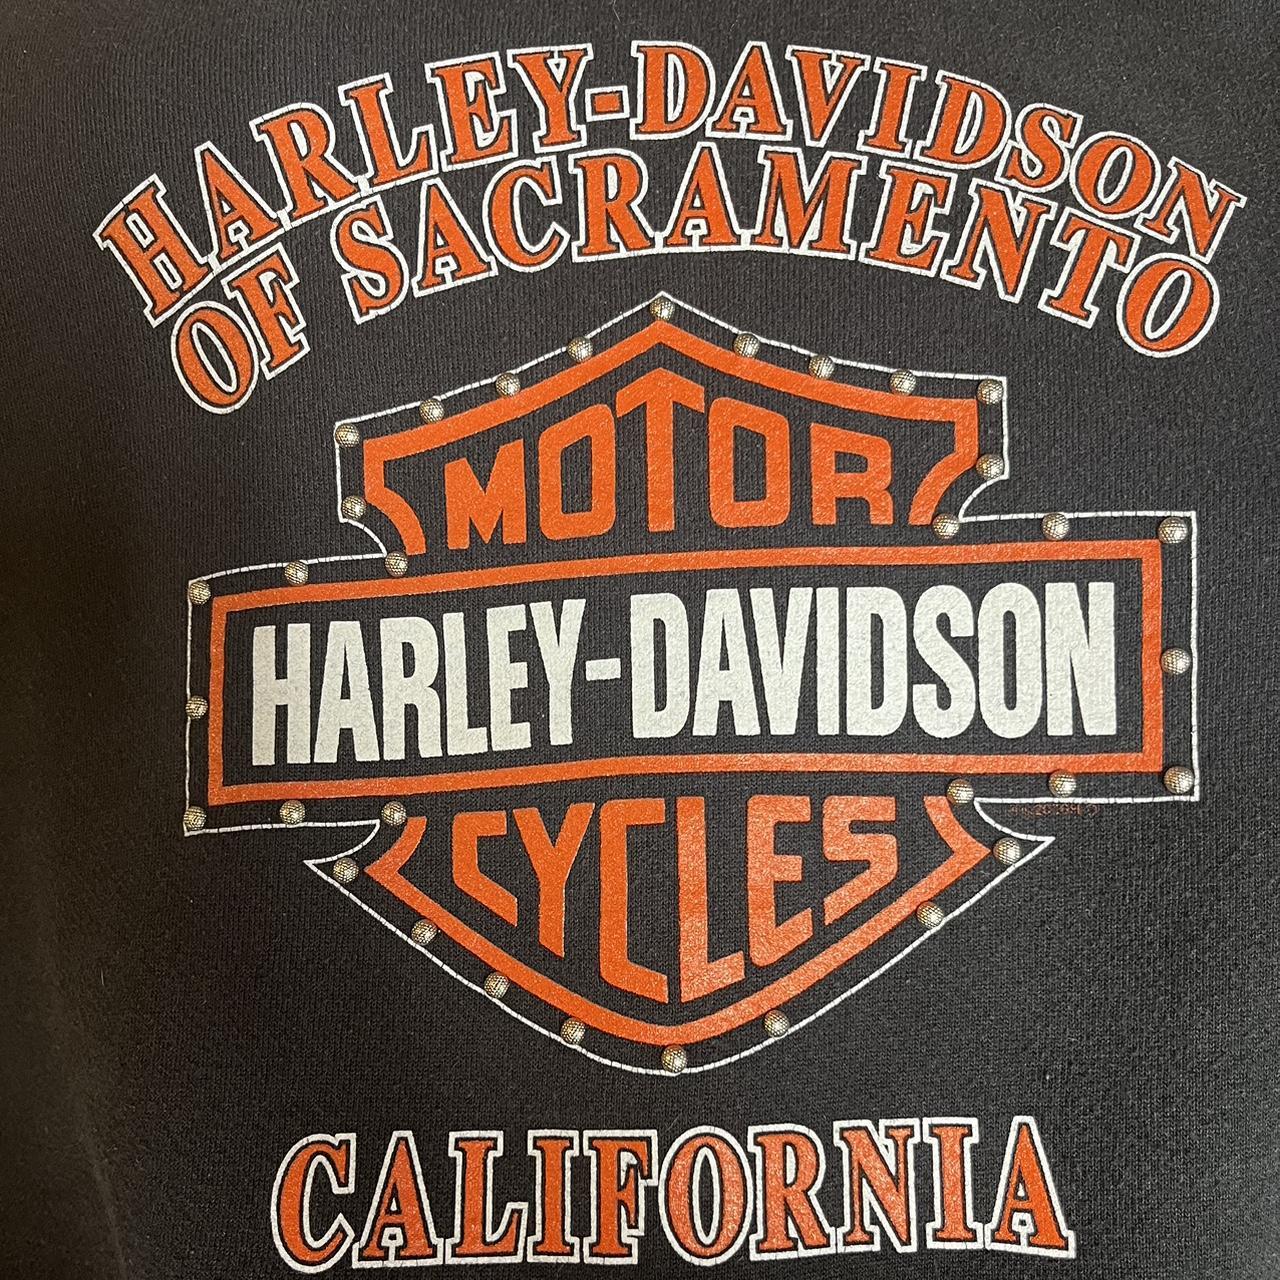 HARLEY-DAVIDSON
OF SACRAMENTO
MOTOR
HARLEY-DAVIDSON
CYCLES
CALIFORNIA